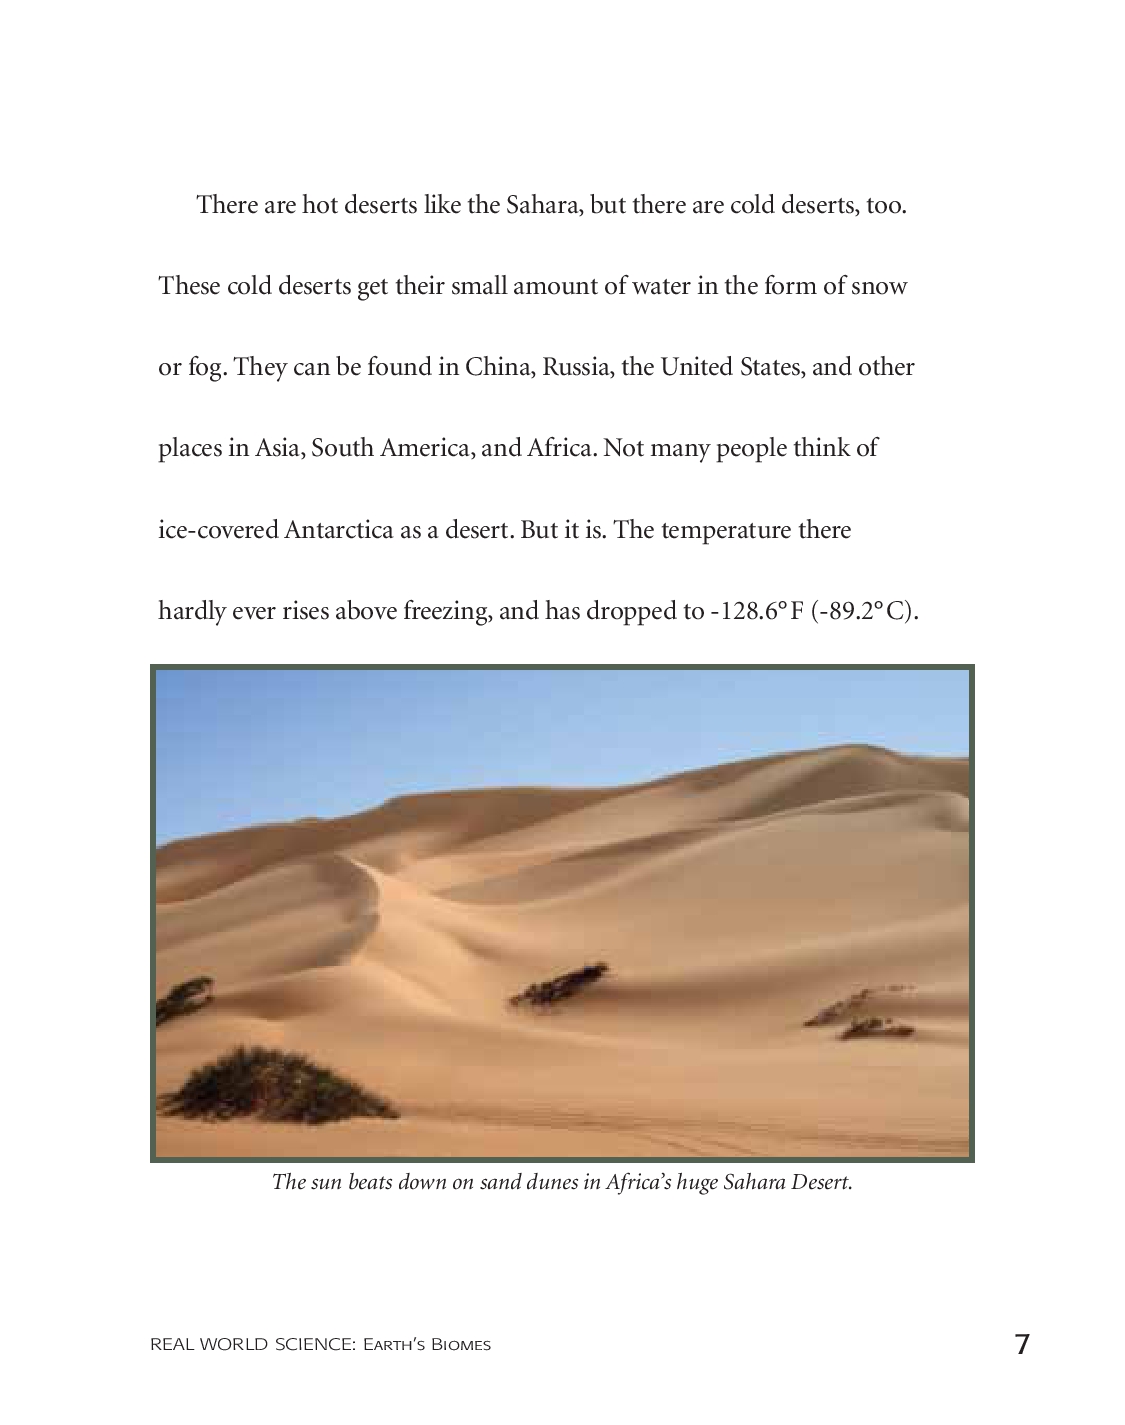 There are hot deserts like the Sahara, but there are cold deserts, too.
These cold deserts get their small amount of water in the form of snow
or fog. They can be found in China, Russia, the United States, and other
places in Asia, South America, and Africa. Not many people think of
ice-covered Antarctica as a desert. But it is. The temperature there
hardly ever rises above freezing, and has dropped to -128.6° F (-89.2° C).
The sun beats down on sand dunes in Africa’s huge Sahara Desert.
REAL WORLD SCIENCE: Earth’s Biomes
7